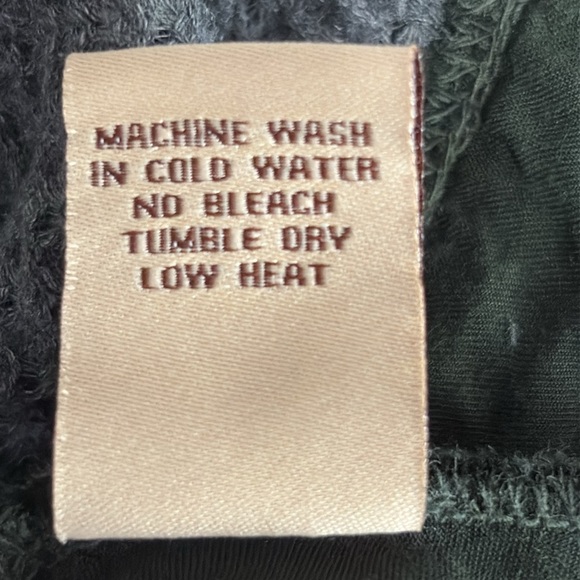 MACHINE WASH
IN COLD WATER
NO BLEACH
TUMBLE DRY
LOW HEAT